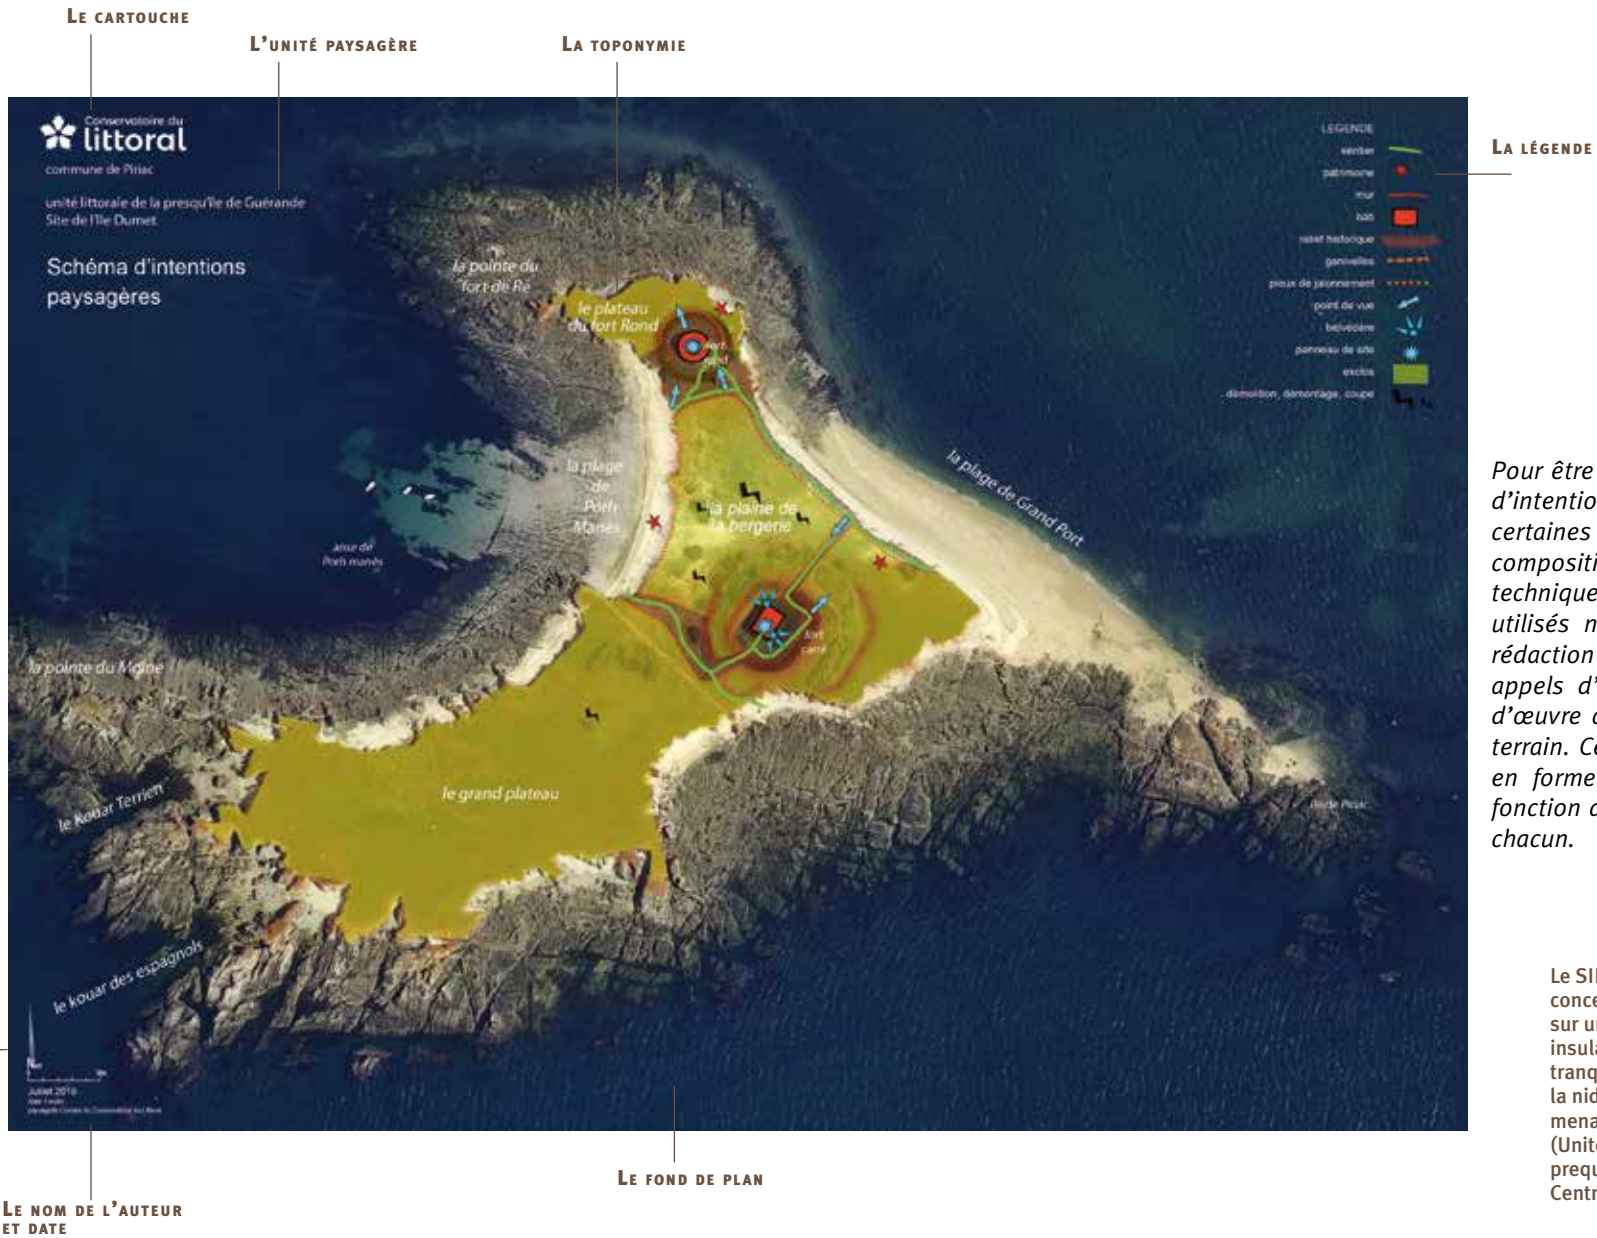 LE CARTOUCHE
L'UNITÉ PAYSAGÈRE
LA TOPONYMIE
Conservatoire du
littoral
commune de Piriac
unité littorale de la presqu'île de Guérande
Site de l'île Dumet
Schéma d'intentions
paysagères
LEGENDE
sentier
patrimoine
mur
bâti
relief historique
ganivelles
pieux de jalonnement
point de vue
belvédère
panneau de site
exclos
démolition, démontage, coupe
LA LÉGENDE
la pointe du
fort de Ré
le plateau
du fort Rond
fort
rond
la plage
de
Porh
Manès
la plage de Grand Port
la plaine de
la bergerie
anse de
Porh manès
fort
carré
la pointe du Moine
le grand plateau
le kouar Terrien
le kouar des espagnols
N
Juillet 2016
Pour être
d'intention
certaines
compositi
technique
utilisés n
rédaction
appels d'
d'œuvre
terrain. Ce
en forme
fonction
chacun.
Le SI
conce
sur u
insula
tranq
la nid
mena
(Unité
prequ
Centr
LE FOND DE PLAN
LE NOM DE L'AUTEUR
ET DATE